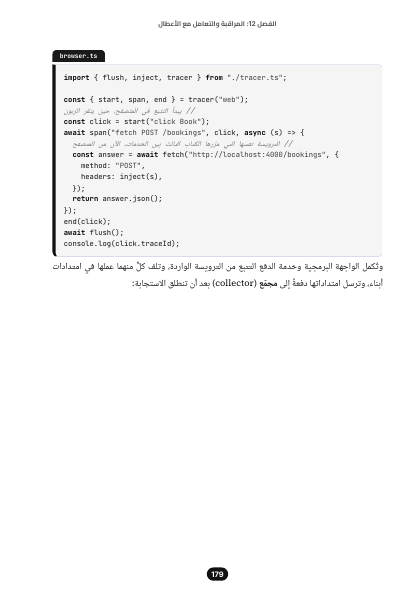 الفصل 12: المراقبة والتعامل مع الأعطال
browser.ts
import { flush, inject, tracer } from "./tracer.ts";
const { start, span, end } = tracer("web");
// يبدأ التتبع في المتصفح، حين ينقر الزبون
const click = start("click Book");
await span("fetch POST /bookings", click, async (s) => {
// الترويسة نفسها التي مررها الكتاب الثالث بين الخدمات، الآن من المتصفح
const answer = await fetch("http://localhost:4000/bookings", {
method: "POST",
headers: inject(s),
});
return answer.json();
});
end(click);
await flush();
console.log(click.traceId);
وتُكمل الواجهة البرمجية وخدمة الدفع التتبع من الترويسة الواردة، وتلف كلٌّ منهما عملها في امتدادات
أبناء، وترسل امتداداتها دفعةً إلى مجمّع (collector) بعد أن تنطلق الاستجابة:
179